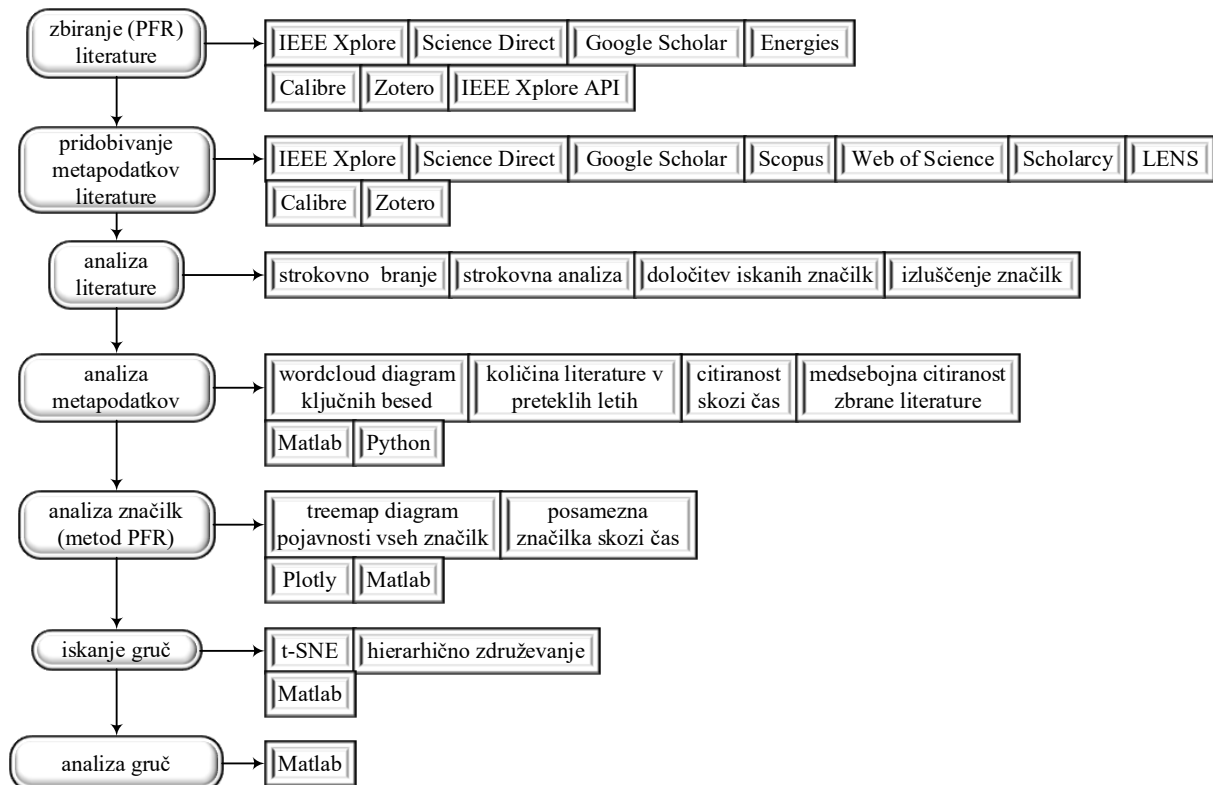 zbiranje (PFR)
literature
IEEE Xplore Science Direct Google Scholar Energies
Calibre Zotero IEEE Xplore API
pridobivanje
metapodatkov
literature
IEEE Xplore Science Direct Google Scholar Scopus Web of Science Scholarcy LENS
Calibre Zotero
analiza
literature
strokovno branje strokovna analiza določitev iskanih značilk izluščenje značilk
analiza
metapodatkov
wordcloud diagram
ključnih besed
količina literature v
preteklih letih
citiranost
skozi čas
medsebojna citiranost
zbrane literature
Matlab Python
analiza značilk
(metod PFR)
treemap diagram
pojavnosti vseh značilk
posamezna
značilka skozi čas
Plotly Matlab
iskanje gruč
t-SNE hierarhično združevanje
Matlab
analiza gruč
Matlab